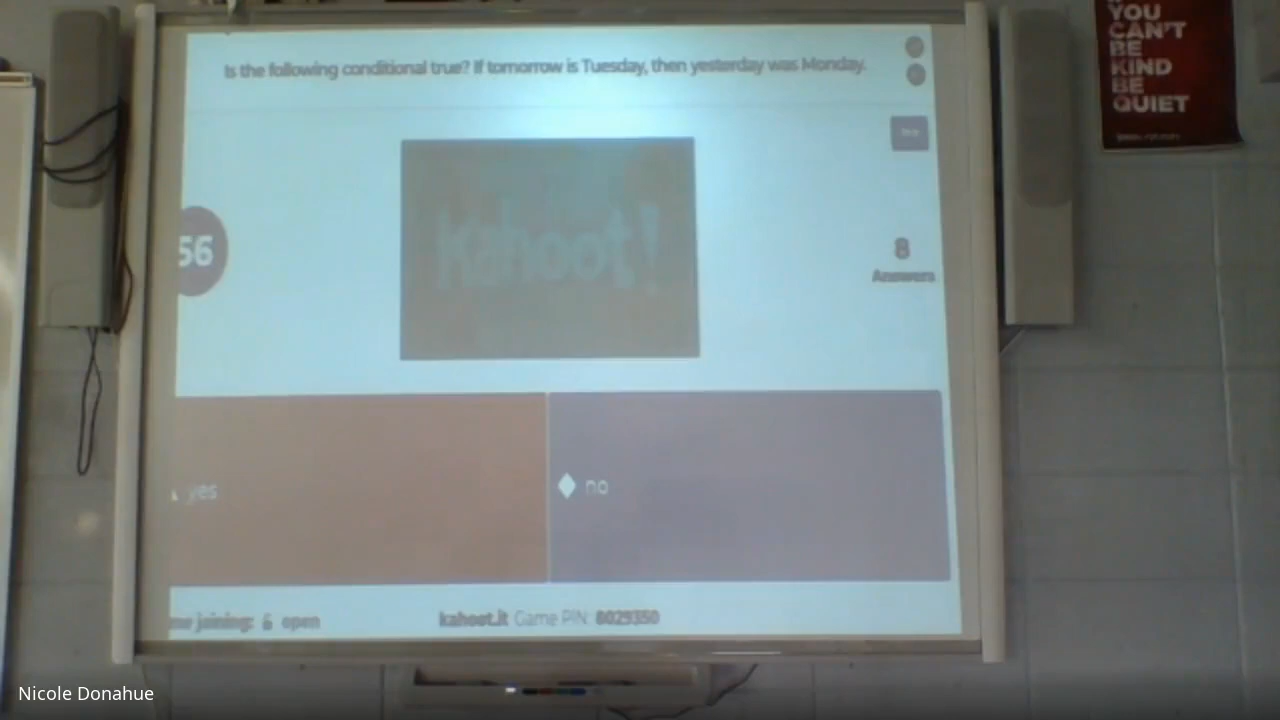 YOU
CAN'T
BE
KIND
BE
QUIET
Is the following conditional true? If tomorrow is Tuesday, then yesterday was Monday.
56
Kahoot!
8
Answers
yes
no
joining: open
kahoot.it Game PIN: 8029350
Nicole Donahue